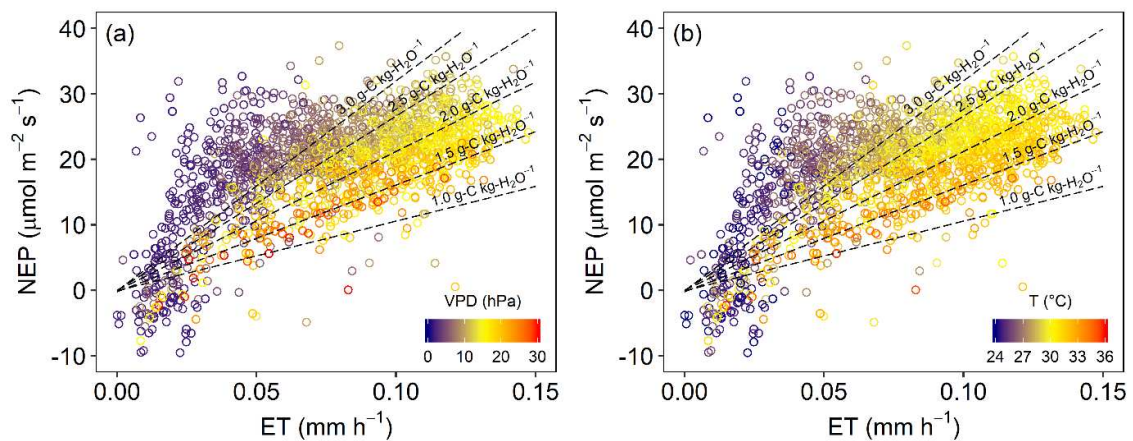 (a)
40
30
20
10
0
-10
NEP (μmol m⁻² s⁻¹)
3.0 g-C kg-H₂O⁻¹
2.5 g-C kg-H₂O⁻¹
2.0 g-C kg-H₂O⁻¹
1.5 g-C kg-H₂O⁻¹
1.0 g-C kg-H₂O⁻¹
VPD (hPa)
0 10 20 30
0.00 0.05 0.10 0.15
ET (mm h⁻¹)
(b)
40
30
20
10
0
-10
NEP (μmol m⁻² s⁻¹)
3.0 g-C kg-H₂O⁻¹
2.5 g-C kg-H₂O⁻¹
2.0 g-C kg-H₂O⁻¹
1.5 g-C kg-H₂O⁻¹
1.0 g-C kg-H₂O⁻¹
T (°C)
24 27 30 33 36
0.00 0.05 0.10 0.15
ET (mm h⁻¹)